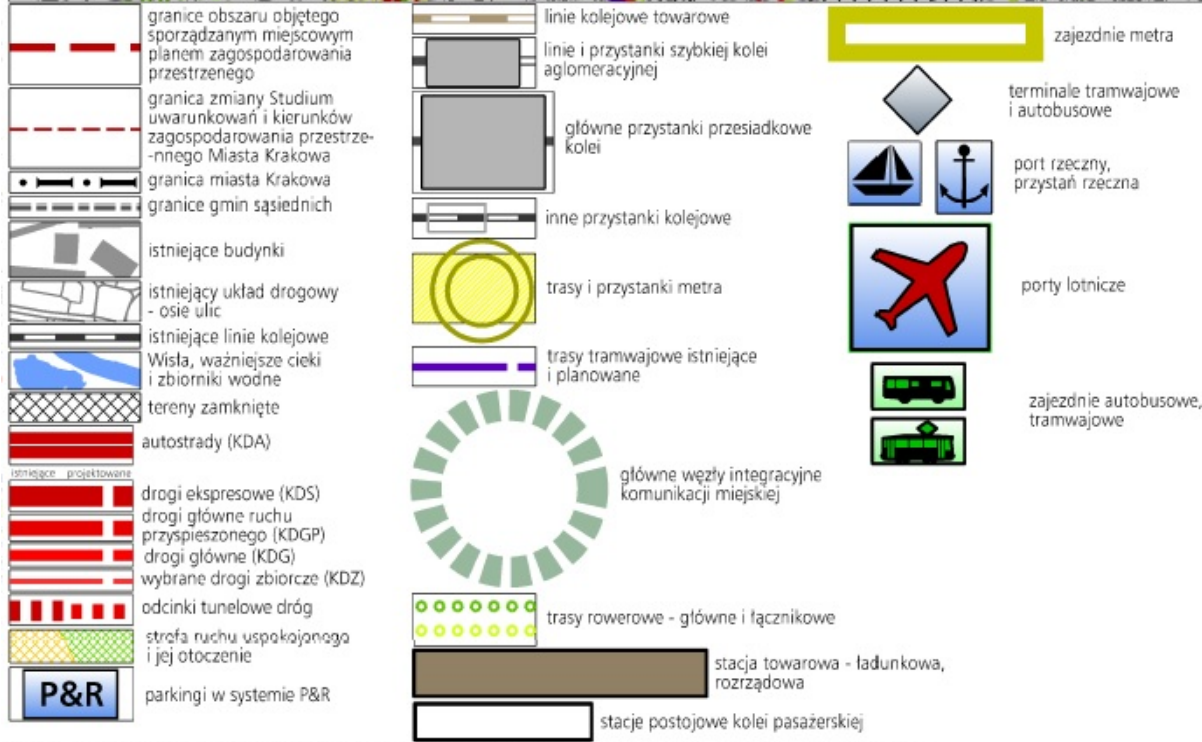 granice obszaru objętego
sporządzanym miejscowym
planem zagospodarowania
przestrzenego
granica zmiany Studium
uwarunkowań i kierunków
zagospodarowania przestrze-
-nnego Miasta Krakowa
granica miasta Krakowa
granice gmin sąsiednich
istniejące budynki
istniejący układ drogowy
- osie ulic
istniejące linie kolejowe
Wisła, ważniejsze cieki
i zbiorniki wodne
tereny zamknięte
autostrady (KDA)
istniejące projektowane
drogi ekspresowe (KDS)
drogi główne ruchu
przyspieszonego (KDGP)
drogi główne (KDG)
wybrane drogi zbiorcze (KDZ)
odcinki tunelowe dróg
strefa ruchu uspokojonego
i jej otoczenie
P&R
parkingi w systemie P&R
linie kolejowe towarowe
linie i przystanki szybkiej kolei
aglomeracyjnej
główne przystanki przesiadkowe
kolei
inne przystanki kolejowe
trasy i przystanki metra
trasy tramwajowe istniejące
i planowane
główne węzły integracyjne
komunikacji miejskiej
trasy rowerowe - główne i łącznikowe
stacja towarowa - ładunkowa,
rozrządowa
stacje postojowe kolei pasażerskiej
zajezdnie metra
terminale tramwajowe
i autobusowe
port rzeczny,
przystań rzeczna
porty lotnicze
zajezdnie autobusowe,
tramwajowe